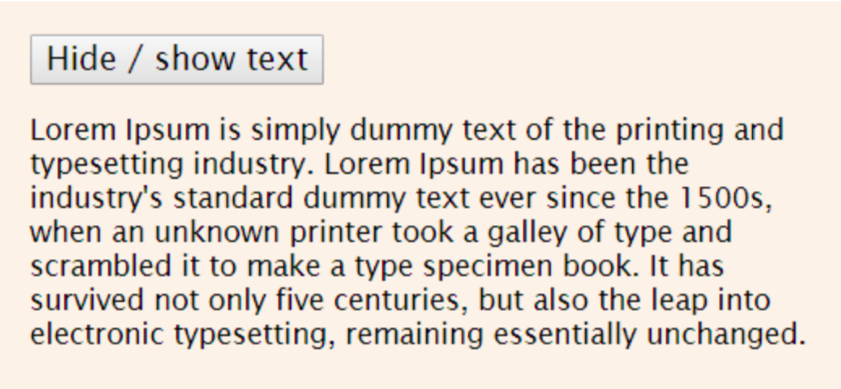 Hide / show text
Lorem Ipsum is simply dummy text of the printing and
typesetting industry. Lorem Ipsum has been the
industry's standard dummy text ever since the 1500s,
when an unknown printer took a galley of type and
scrambled it to make a type specimen book. It has
survived not only five centuries, but also the leap into
electronic typesetting, remaining essentially unchanged.